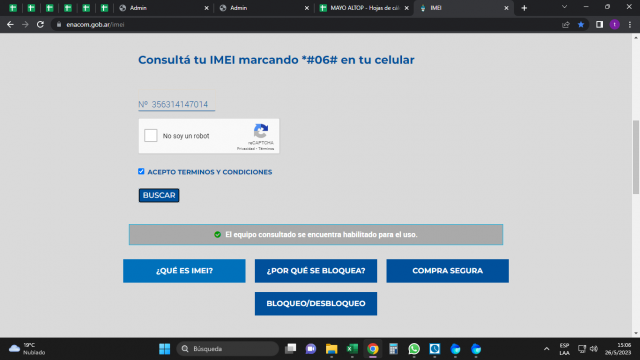 Admin
Admin
MAYO ALTOP - Hojas de cál
IMEI
enacom.gob.ar/imei
Consultá tu IMEI marcando *#06# en tu celular
Nº 356314147014
No soy un robot
reCAPTCHA
Privacidad - Términos
ACEPTO TERMINOS Y CONDICIONES
BUSCAR
El equipo consultado se encuentra habilitado para el uso.
¿QUÉ ES IMEI?
¿POR QUÉ SE BLOQUEA?
COMPRA SEGURA
BLOQUEO/DESBLOQUEO
19°C
Nublado
Búsqueda
ESP
LAA
15:06
26/5/2023